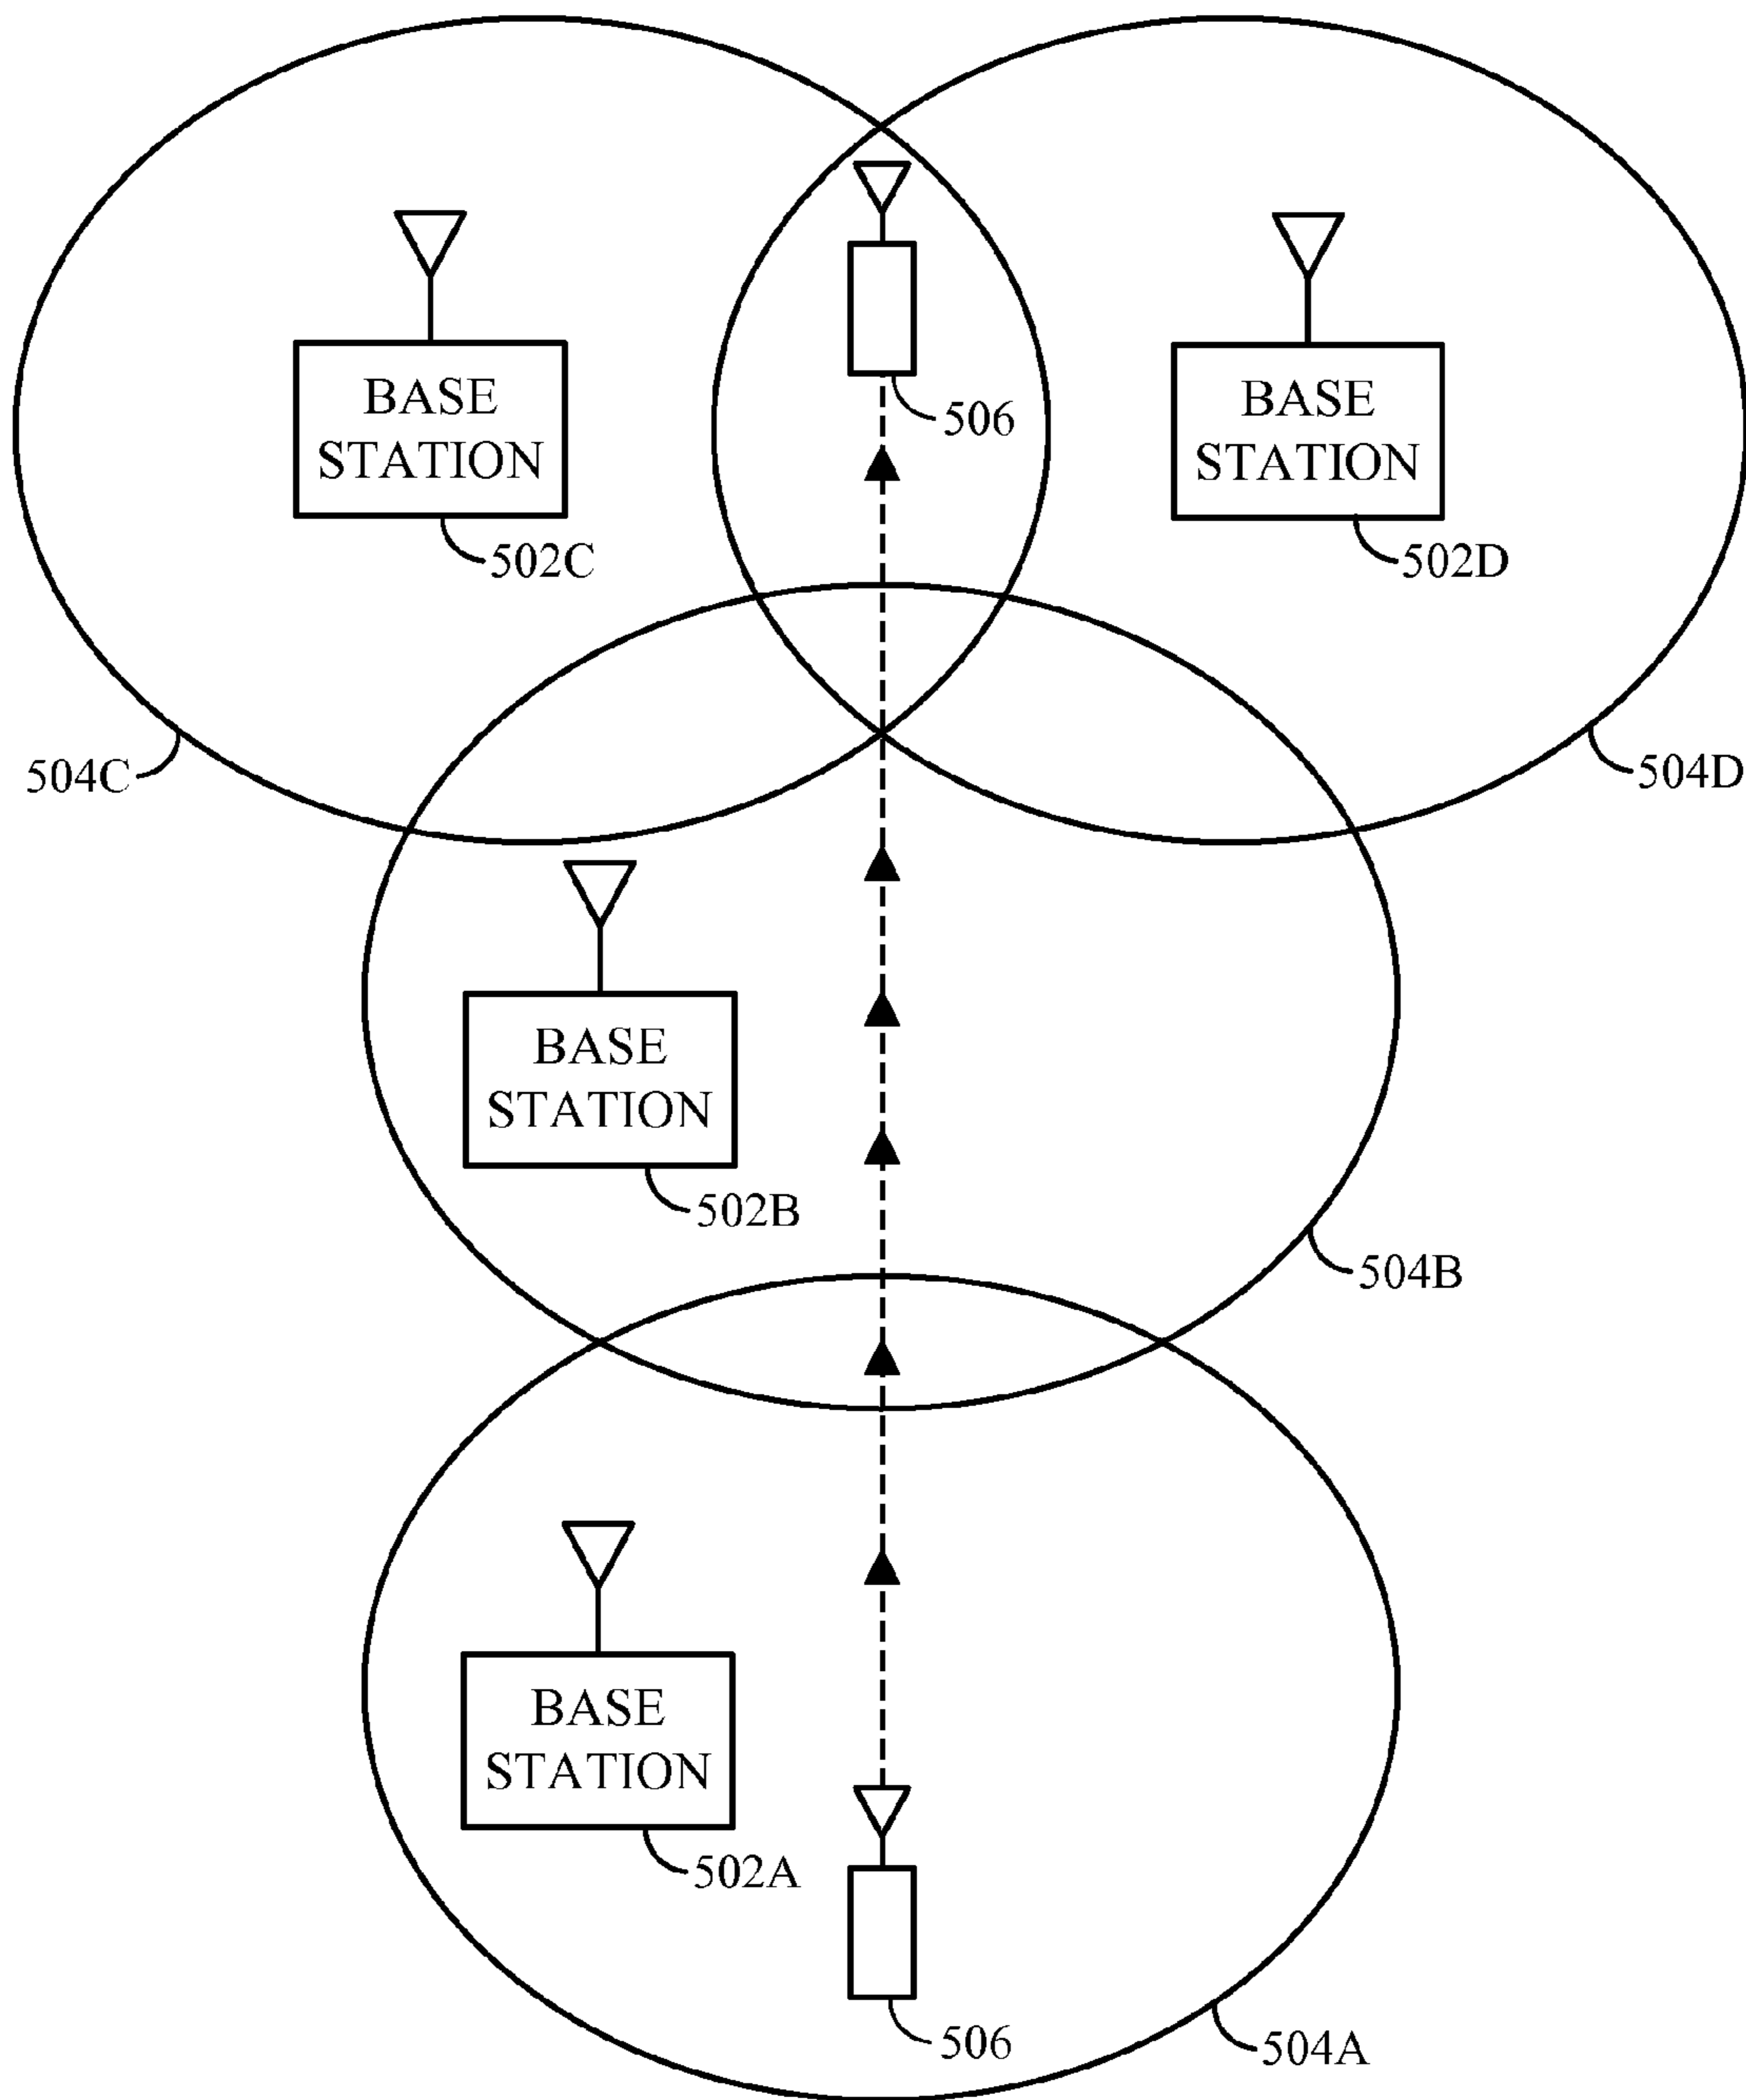 BASE
STATION
502C
506
BASE
STATION
502D
504C
504D
BASE
STATION
502B
504B
BASE
STATION
502A
506
504A